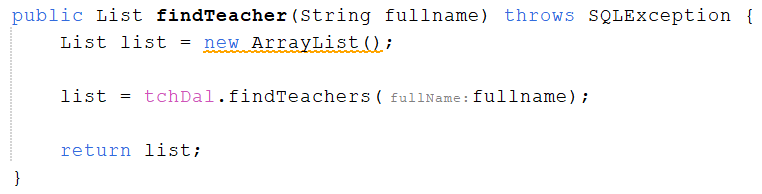 public List findTeacher(String fullname) throws SQLException {
List list = new ArrayList();
list = tchDal.findTeachers( fullName: fullname);
return list;
}